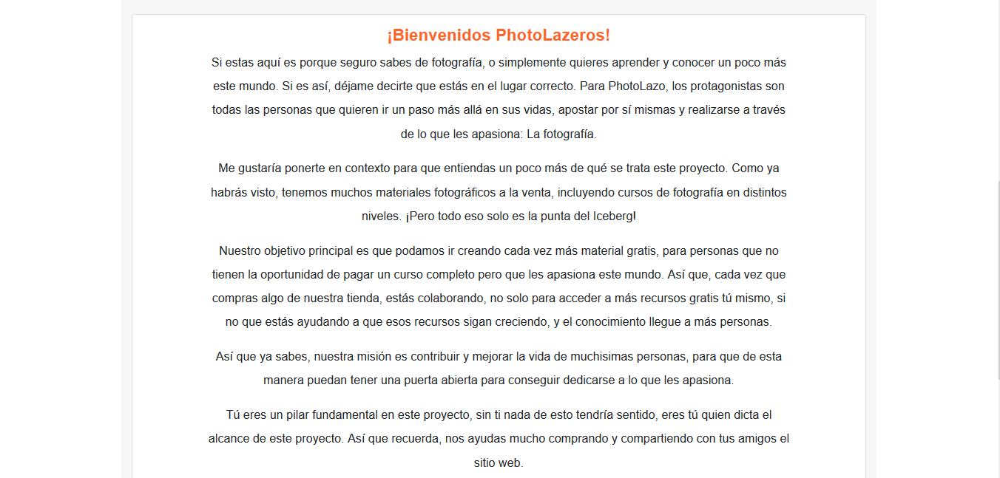 ¡Bienvenidos PhotoLazeros!
Si estas aquí es porque seguro sabes de fotografía, o simplemente quieres aprender y conocer un poco más
este mundo. Si es así, déjame decirte que estás en el lugar correcto. Para PhotoLazo, los protagonistas son
todas las personas que quieren ir un paso más allá en sus vidas, apostar por sí mismas y realizarse a través
de lo que les apasiona: La fotografía.
Me gustaría ponerte en contexto para que entiendas un poco más de qué se trata este proyecto. Como ya
habrás visto, tenemos muchos materiales fotográficos a la venta, incluyendo cursos de fotografía en distintos
niveles. ¡Pero todo eso solo es la punta del Iceberg!
Nuestro objetivo principal es que podamos ir creando cada vez más material gratis, para personas que no
tienen la oportunidad de pagar un curso completo pero que les apasiona este mundo. Así que, cada vez que
compras algo de nuestra tienda, estás colaborando, no solo para acceder a más recursos gratis tú mismo, si
no que estás ayudando a que esos recursos sigan creciendo, y el conocimiento llegue a más personas.
Así que ya sabes, nuestra misión es contribuir y mejorar la vida de muchisimas personas, para que de esta
manera puedan tener una puerta abierta para conseguir dedicarse a lo que les apasiona.
Tú eres un pilar fundamental en este proyecto, sin ti nada de esto tendría sentido, eres tú quien dicta el
alcance de este proyecto. Así que recuerda, nos ayudas mucho comprando y compartiendo con tus amigos el
sitio web.